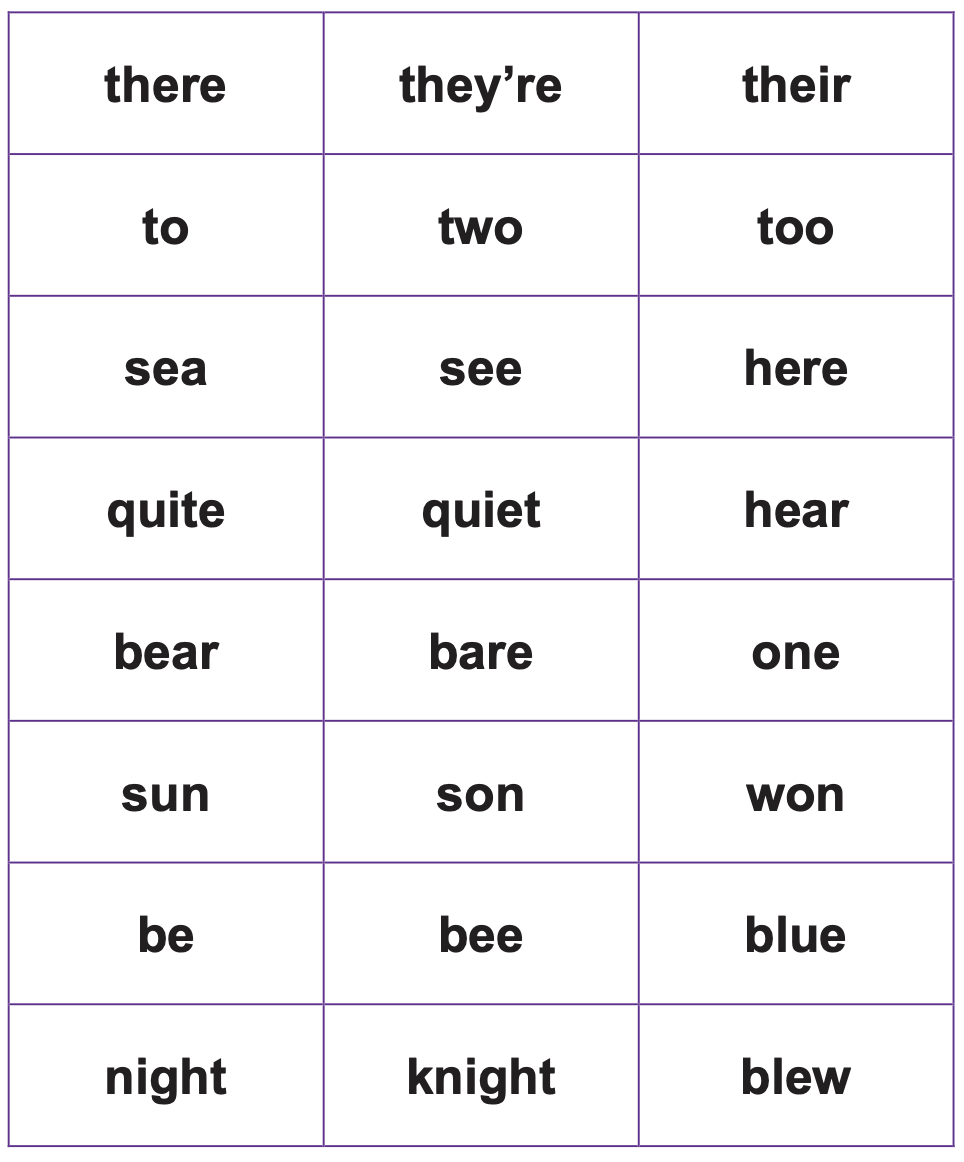 there they’re their
to two too
sea see here
quite quiet hear
bear bare one
sun son won
be bee blue
night knight blew